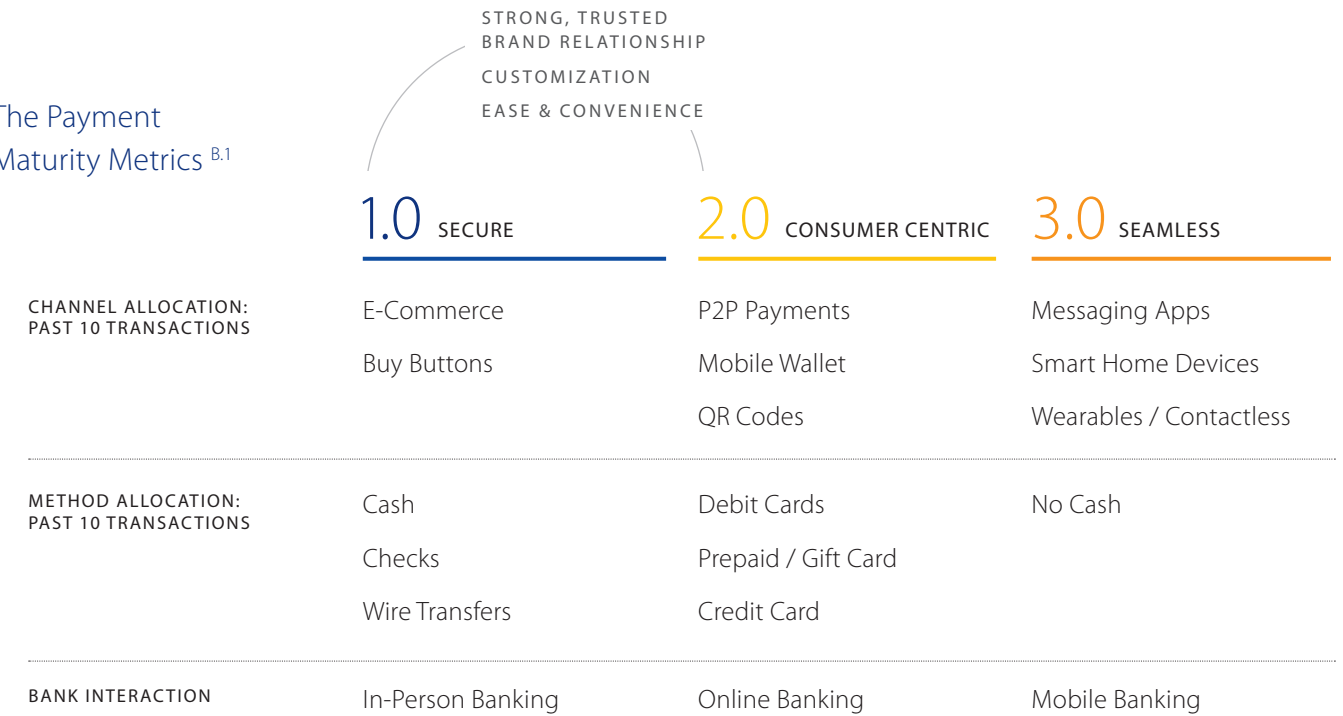 STRONG, TRUSTED
BRAND RELATIONSHIP
CUSTOMIZATION
EASE & CONVENIENCE
The Payment
Maturity Metrics B.1
1.0 SECURE
2.0 CONSUMER CENTRIC
3.0 SEAMLESS
CHANNEL ALLOCATION:
PAST 10 TRANSACTIONS
E-Commerce
Buy Buttons
P2P Payments
Mobile Wallet
QR Codes
Messaging Apps
Smart Home Devices
Wearables / Contactless
METHOD ALLOCATION:
PAST 10 TRANSACTIONS
Cash
Checks
Wire Transfers
Debit Cards
Prepaid / Gift Card
Credit Card
No Cash
BANK INTERACTION
In-Person Banking
Online Banking
Mobile Banking